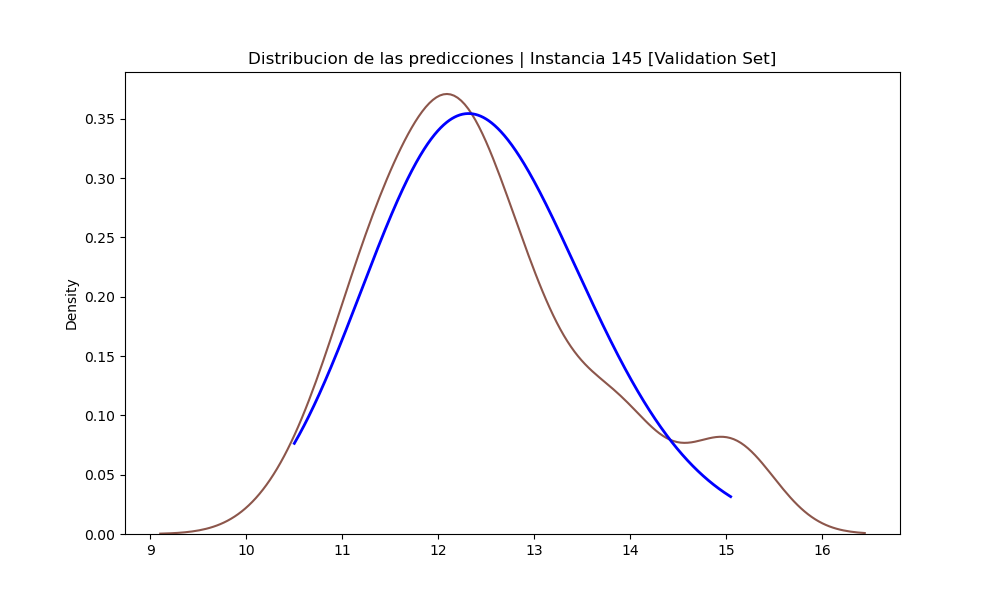 Distribucion de las predicciones | Instancia 145 [Validation Set]
Density
0.35
0.30
0.25
0.20
0.15
0.10
0.05
0.00
9 10 11 12 13 14 15 16